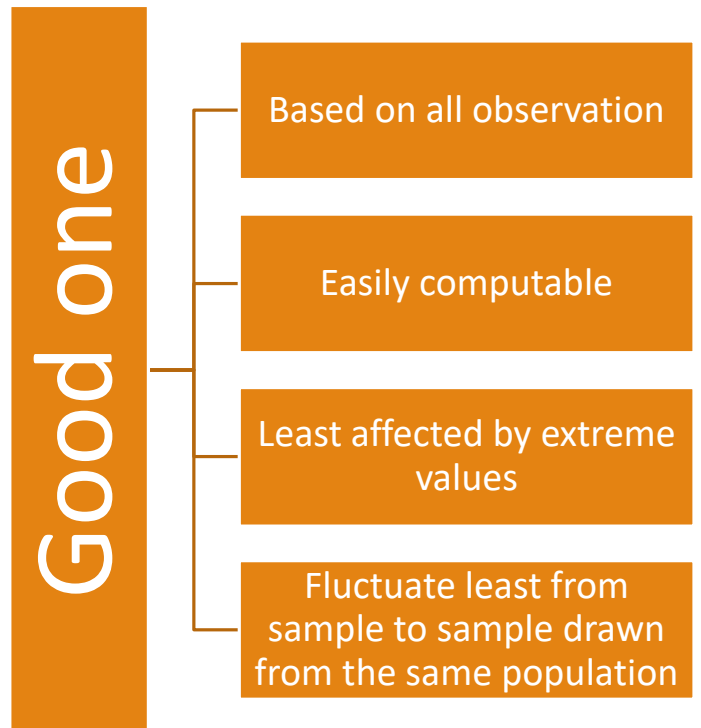 Good one
Based on all observation
Easily computable
Least affected by extreme
values
Fluctuate least from
sample to sample drawn
from the same population